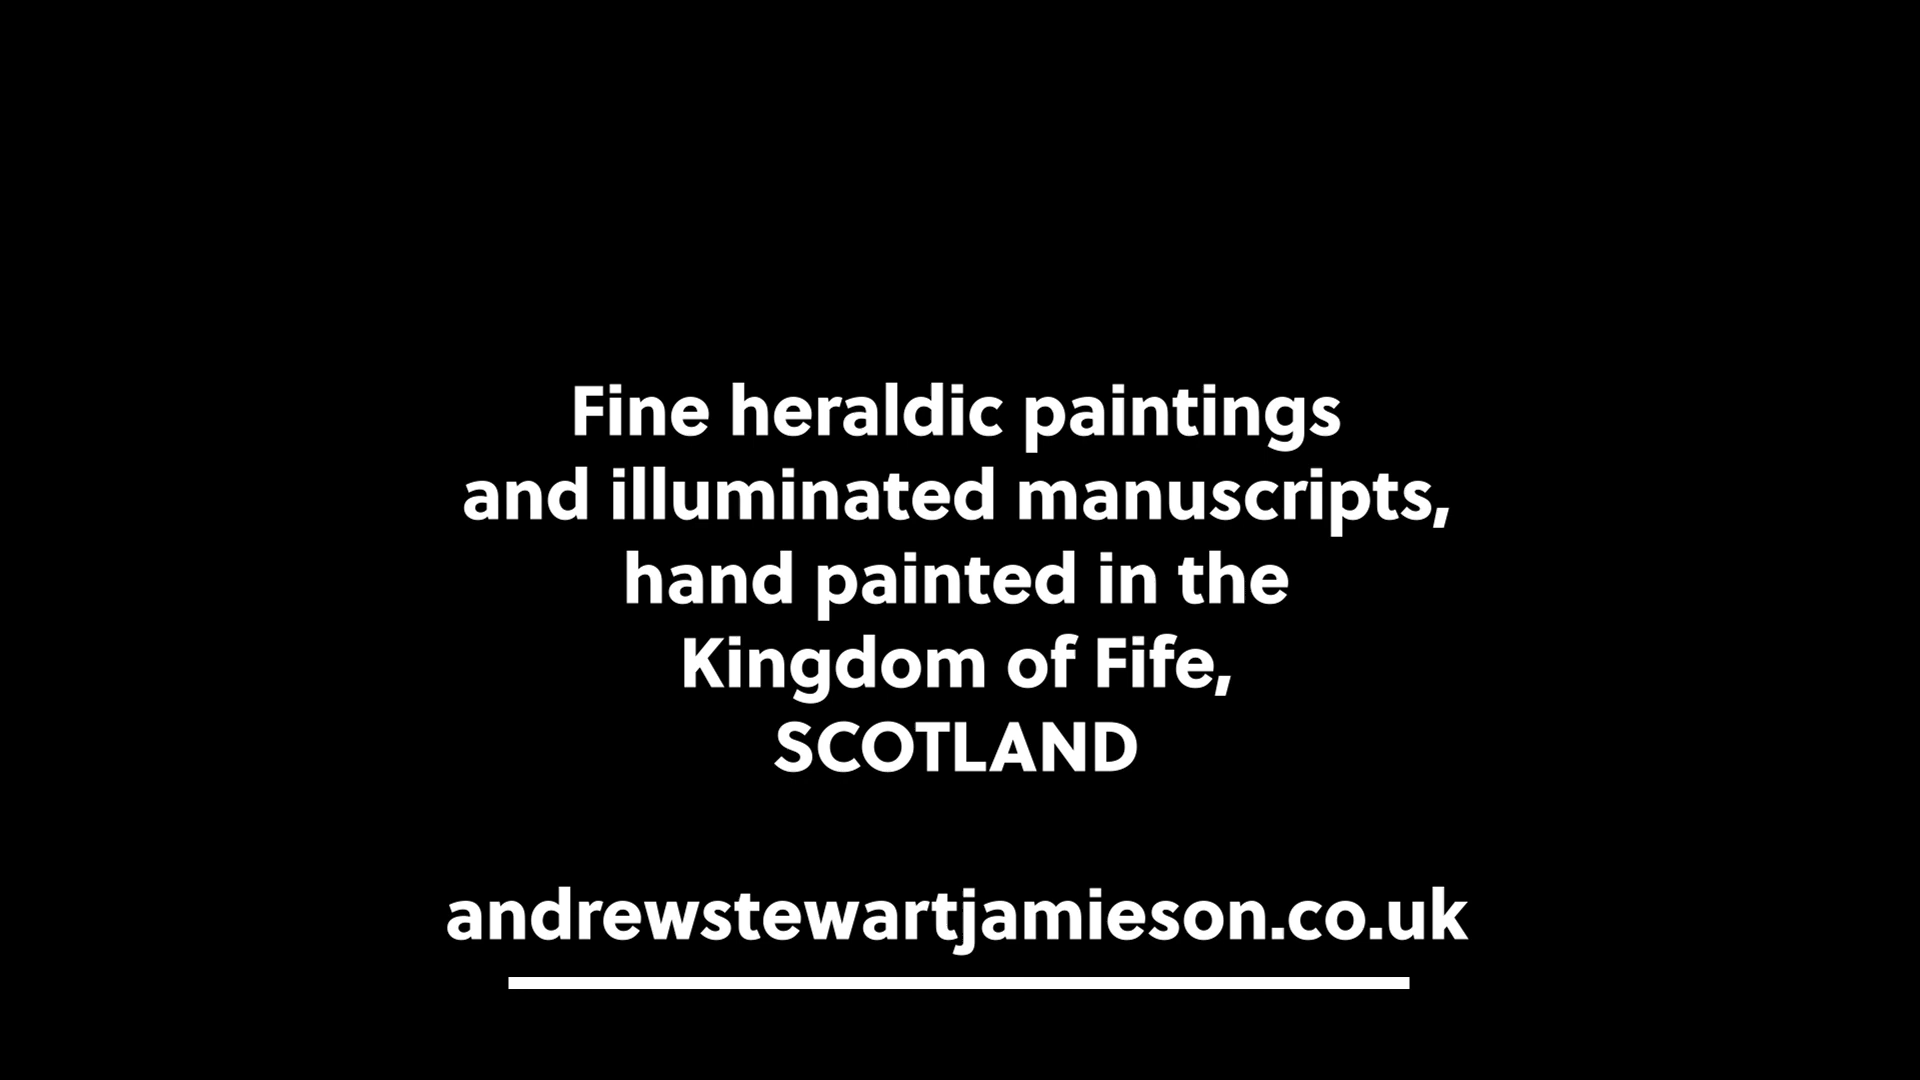 Fine heraldic paintings
and illuminated manuscripts,
hand painted in the
Kingdom of Fife,
SCOTLAND
andrewstewartjamieson.co.uk